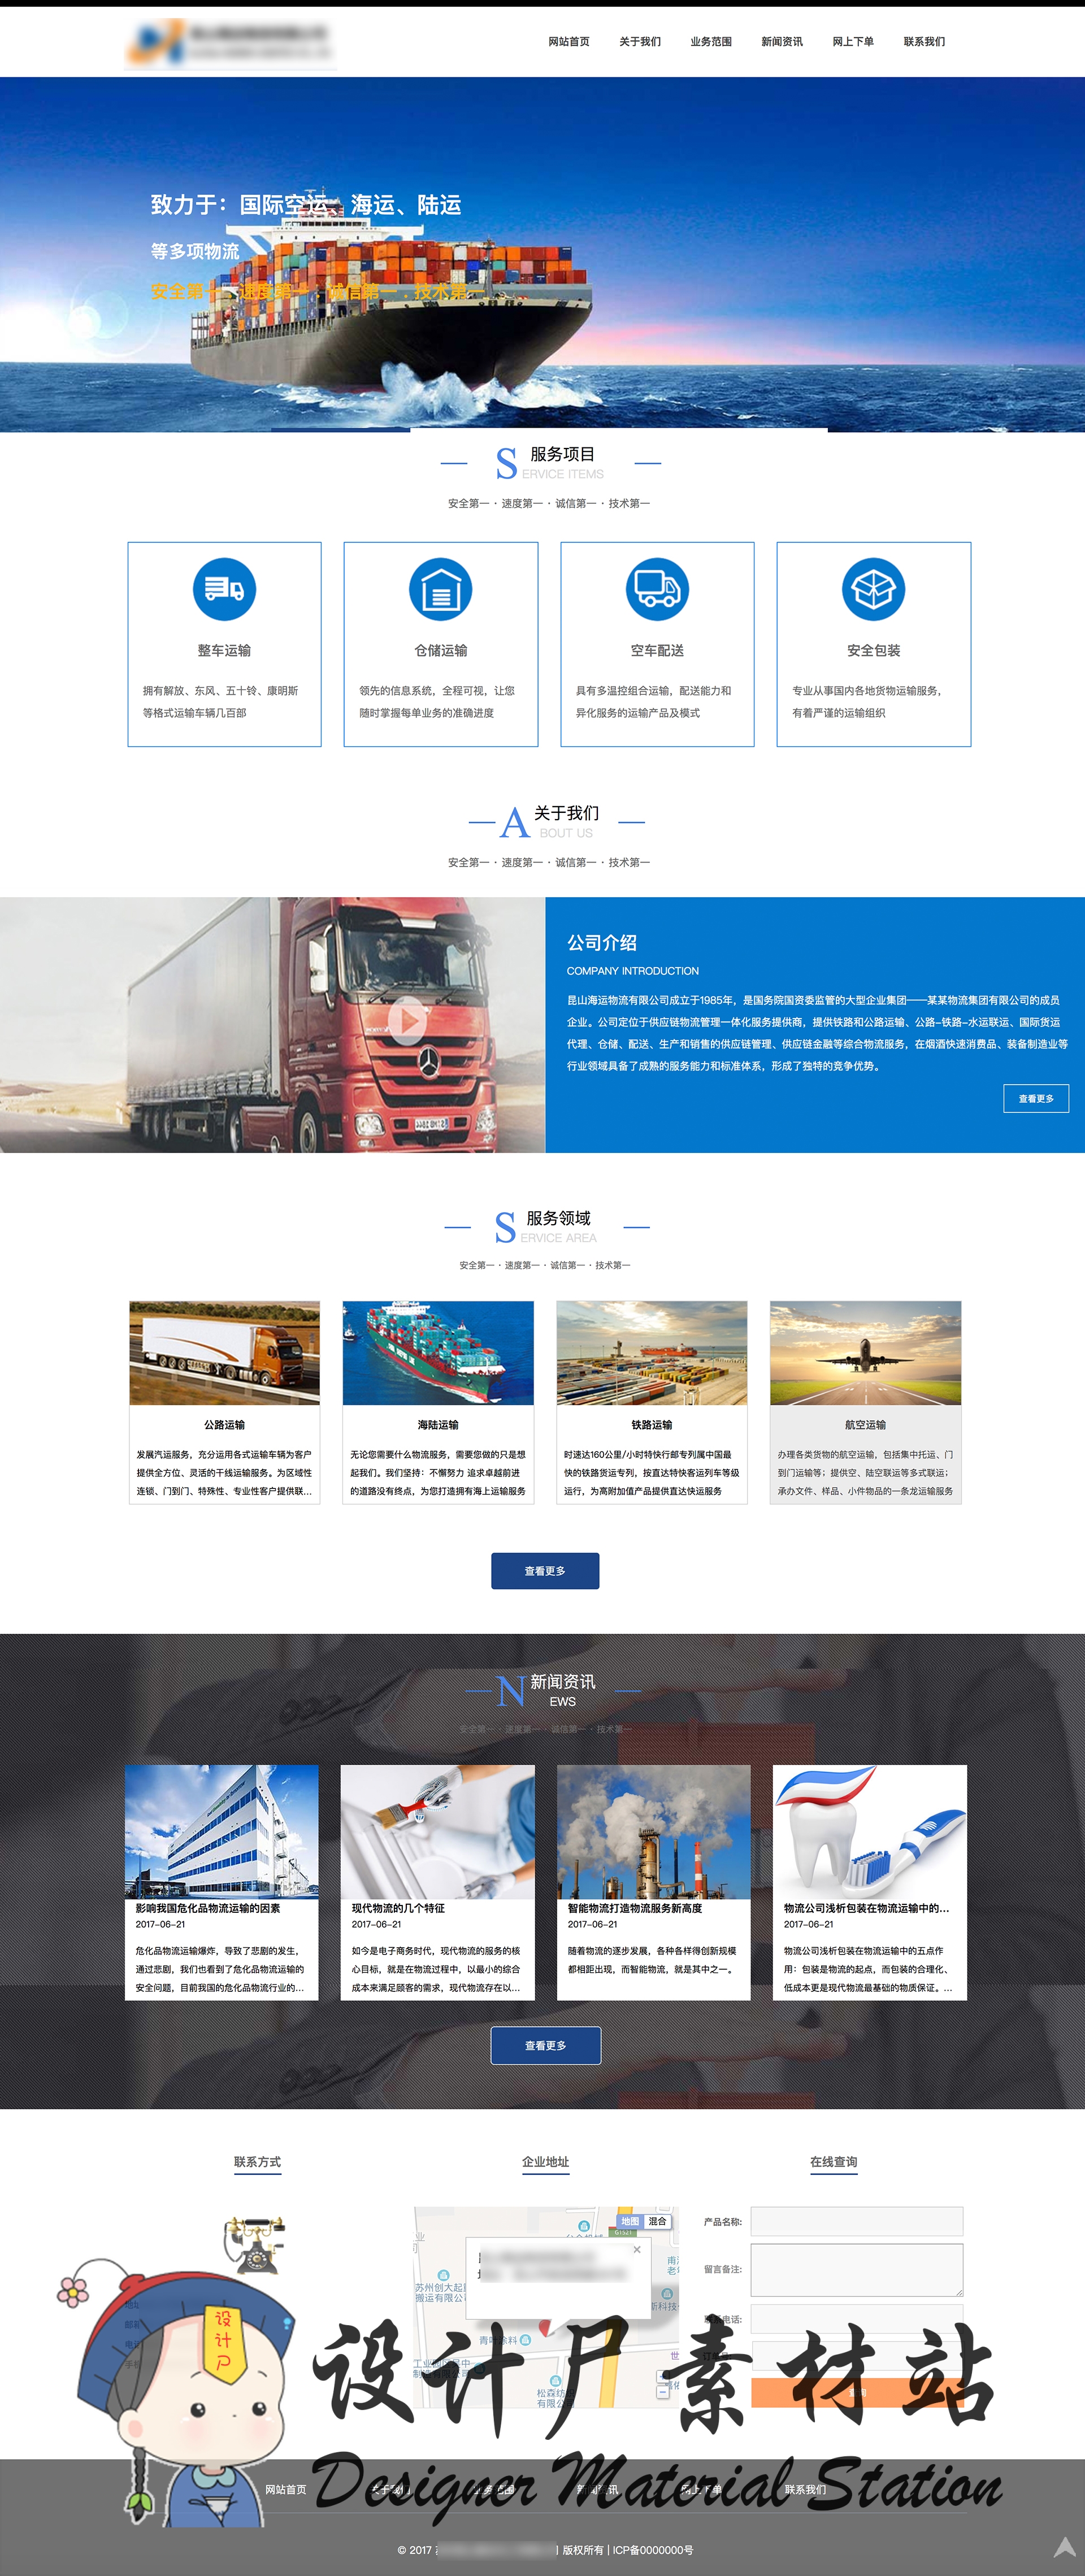 网站首页 关于我们 业务范围 新闻资讯 网上下单 联系我们
致力于：国际空运、海运、陆运
等多项物流
安全第一．速度第一．诚信第一．技术第一
S 服务项目
ERVICE ITEMS
安全第一 · 速度第一 · 诚信第一 · 技术第一
整车运输
拥有解放、东风、五十铃、康明斯
等格式运输车辆几百部
仓储运输
领先的信息系统，全程可视，让您
随时掌握每单业务的准确进度
空车配送
具有多温控组合运输，配送能力和
异化服务的运输产品及模式
安全包装
专业从事国内各地货物运输服务，
有着严谨的运输组织
A 关于我们
BOUT US
安全第一 · 速度第一 · 诚信第一 · 技术第一
公司介绍
COMPANY INTRODUCTION
昆山海运物流有限公司成立于1985年，是国务院国资委监管的大型企业集团——某某物流集团有限公司的成员
企业。公司定位于供应链物流管理一体化服务提供商，提供铁路和公路运输、公路-铁路-水运联运、国际货运
代理、仓储、配送、生产和销售的供应链管理、供应链金融等综合物流服务，在烟酒快速消费品、装备制造业等
行业领域具备了成熟的服务能力和标准体系，形成了独特的竞争优势。
查看更多
S 服务领域
ERVICE AREA
安全第一 · 速度第一 · 诚信第一 · 技术第一
公路运输
发展汽运服务，充分运用各式运输车辆为客户
提供全方位、灵活的干线运输服务。为区域性
连锁、门到门、特殊性、专业性客户提供联...
海陆运输
无论您需要什么物流服务，需要您做的只是想
起我们。我们坚持：不懈努力 追求卓越前进
的道路没有终点，为您打造拥有海上运输服务
铁路运输
时速达160公里/小时特快行邮专列属中国最
快的铁路货运专列，按直达特快客运列车等级
运行，为高附加值产品提供直达快运服务
航空运输
办理各类货物的航空运输，包括集中托运、门
到门运输等；提供空、陆空联运等多式联运；
承办文件、样品、小件物品的一条龙运输服务
查看更多
N 新闻资讯
EWS
安全第一 · 速度第一 · 诚信第一 · 技术第一
影响我国危化品物流运输的因素
2017-06-21
危化品物流运输爆炸，导致了悲剧的发生，
通过悲剧，我们也看到了危化品物流运输的
安全问题，目前我国的危化品物流行业的...
现代物流的几个特征
2017-06-21
如今是电子商务时代，现代物流的服务的核
心目标，就是在物流过程中，以最小的综合
成本来满足顾客的需求，现代物流存在以...
智能物流打造物流服务新高度
2017-06-21
随着物流的逐步发展，各种各样得创新规模
都相距出现，而智能物流，就是其中之一。
物流公司浅析包装在物流运输中的...
2017-06-21
物流公司浅析包装在物流运输中的五点作
用：包装是物流的起点，而包装的合理化、
低成本更是现代物流最基础的物质保证。...
查看更多
联系方式
企业地址
地图 混合
苏州创大起重
搬运有限公司
青叶涂料
松森纺
有限公司
在线查询
产品名称:
留言备注:
电话:
设计尸
设计尸素材站
Designer Material Station
网站首页 关于我们 业务范围 新闻资讯 网上下单 联系我们
© 2017
版权所有 | ICP备0000000号